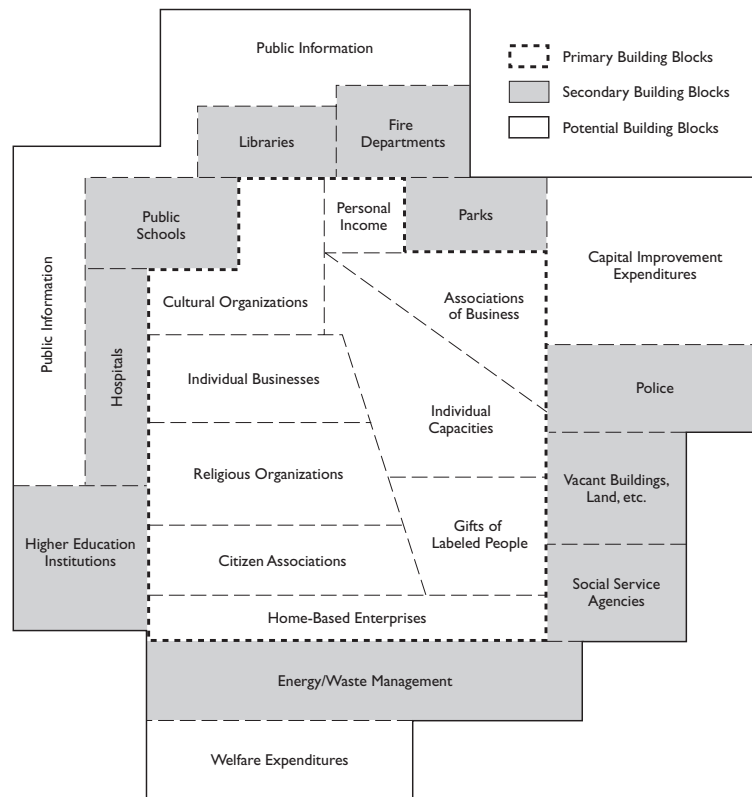 Public Information
Primary Building Blocks
Secondary Building Blocks
Potential Building Blocks
Libraries
Fire
Departments
Public
Schools
Personal
Income
Parks
Capital Improvement
Expenditures
Public Information
Cultural Organizations
Associations
of Business
Hospitals
Individual Businesses
Police
Individual
Capacities
Religious Organizations
Vacant Buildings,
Land, etc.
Higher Education
Institutions
Gifts of
Labeled People
Citizen Associations
Social Service
Agencies
Home-Based Enterprises
Energy/Waste Management
Welfare Expenditures